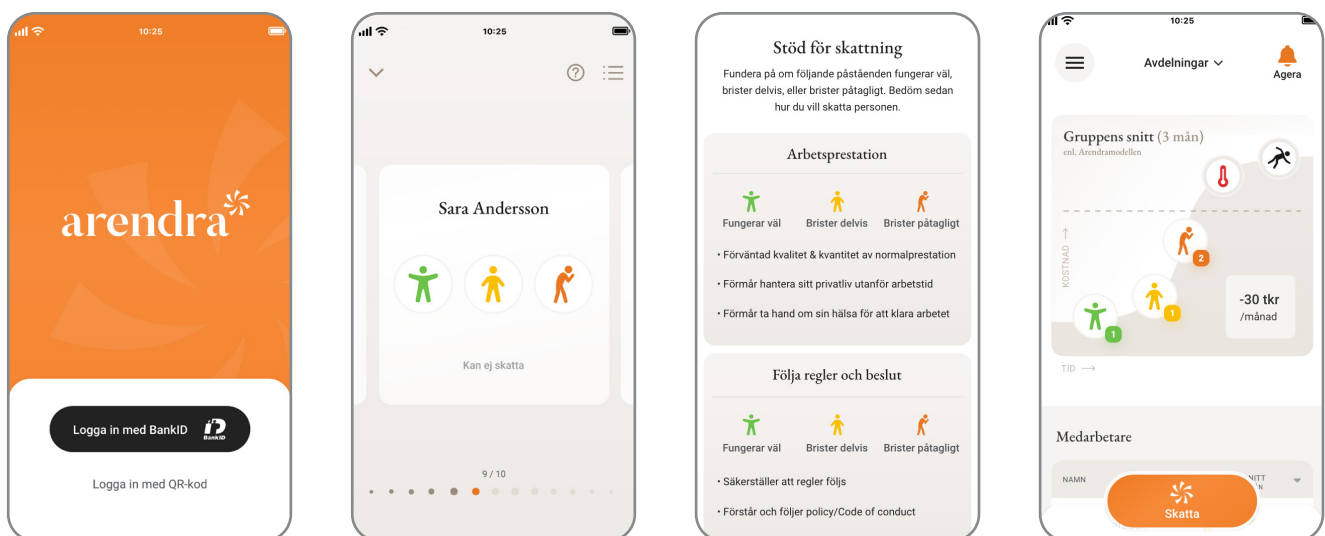 10:25
arendra
Logga in med BankID
BankID
Logga in med QR-kod
10:25
Sara Andersson
Kan ej skatta
9 / 10
Stöd för skattning
Fundera på om följande påståenden fungerar väl,
brister delvis, eller brister påtagligt. Bedöm sedan
hur du vill skatta personen.
Arbetsprestation
Fungerar väl Brister delvis Brister påtagligt
• Förväntad kvalitet & kvantitet av normalprestation
• Förmår hantera sitt privatliv utanför arbetstid
• Förmår ta hand om sin hälsa för att klara arbetet
Följa regler och beslut
Fungerar väl Brister delvis Brister påtagligt
• Säkerställer att regler följs
• Förstår och följer policy/Code of conduct
10:25
Avdelningar
Agera
Gruppens snitt (3 mån)
enl. Arendramodellen
KOSTNAD →
2
1
1
-30 tkr
/månad
TID →
Medarbetare
NAMN
Skatta